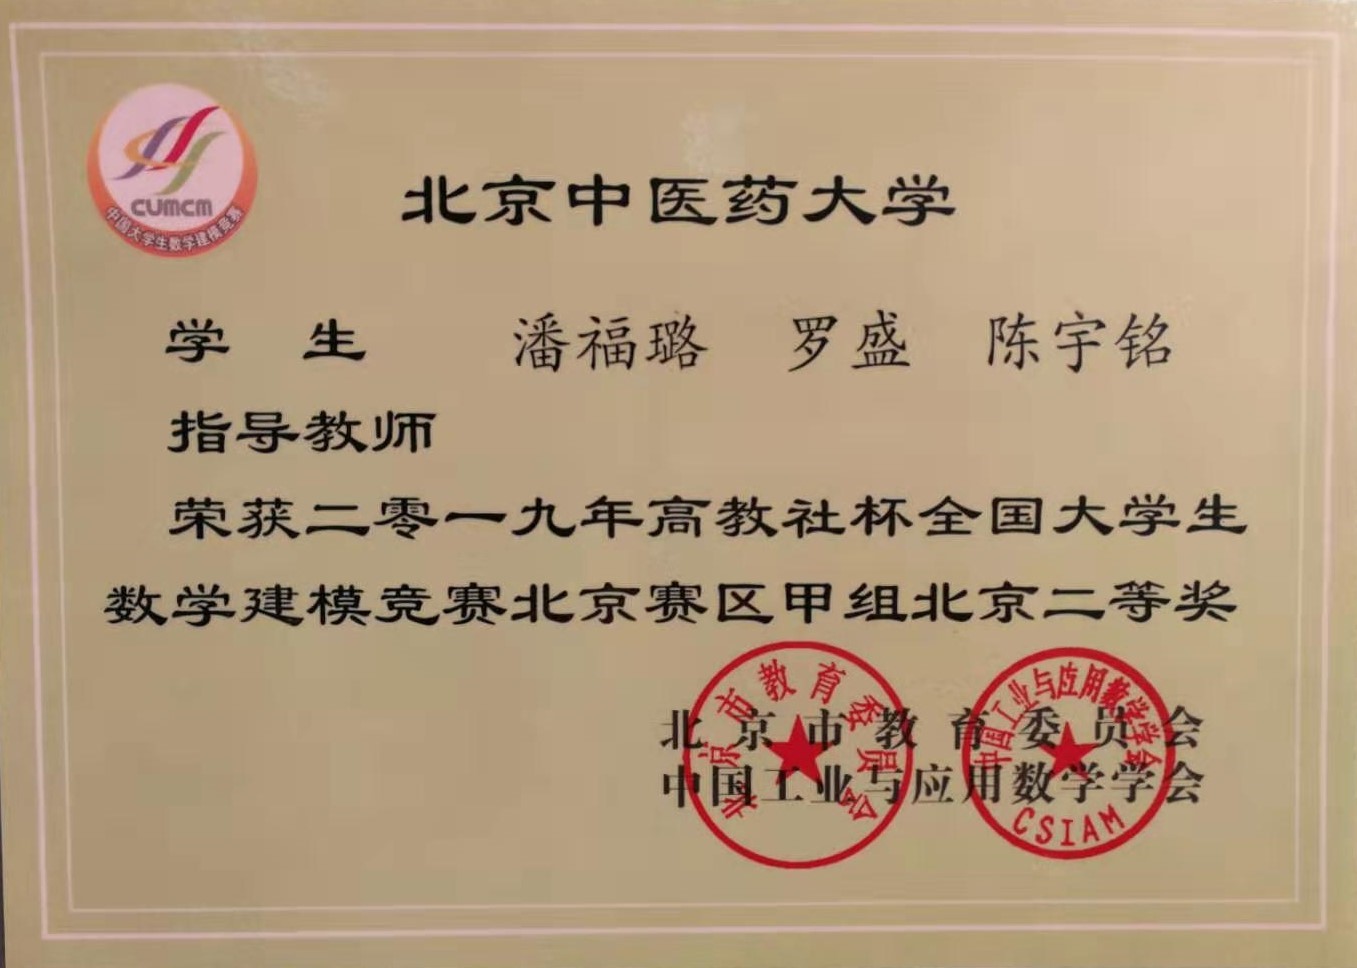 CUMCM
中国大学生数学建模竞赛
北京中医药大学
学 生 潘福璐 罗盛 陈宇铭
指导教师
荣获二零一九年高教社杯全国大学生
数学建模竞赛北京赛区甲组北京二等奖
北京市教育委员会
中国工业与应用数学学会
北京市教育委员会
中国工业与应用数学学会
CSIAM